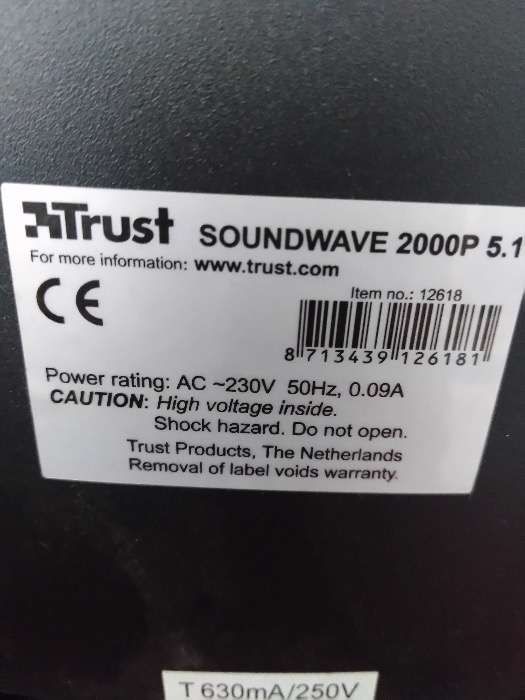 Trust SOUNDWAVE 2000P 5.1
For more information: www.trust.com
CE
Item no.: 12618
8 713439 126181
Power rating: AC ~230V 50Hz, 0.09A
CAUTION: High voltage inside.
Shock hazard. Do not open.
Trust Products, The Netherlands
Removal of label voids warranty.
T 630mA/250V